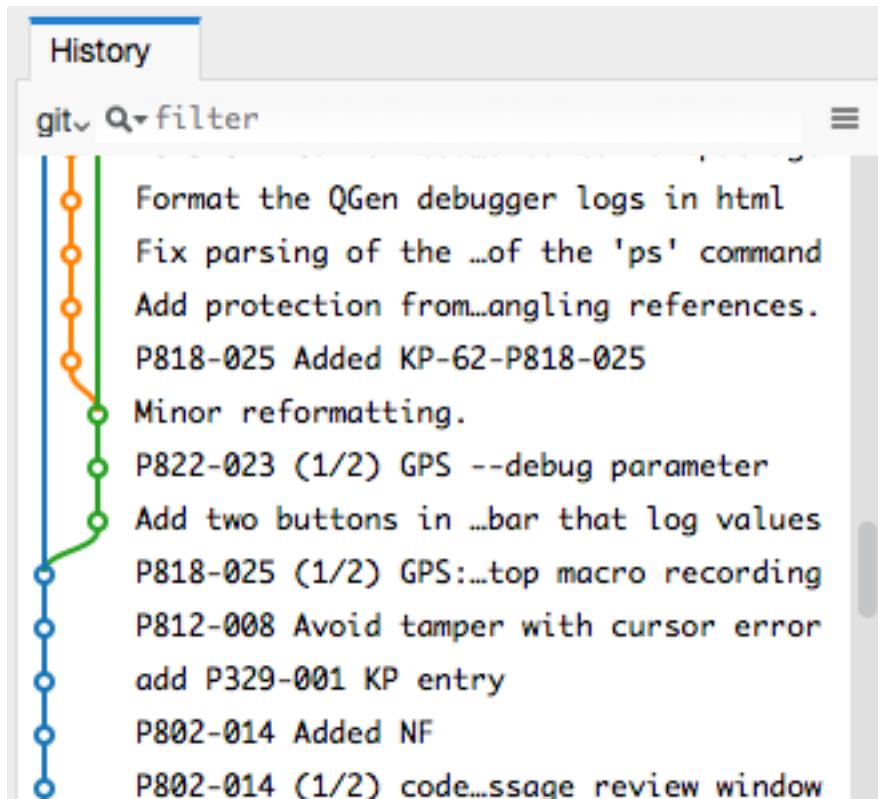 History
git filter
Format the QGen debugger logs in html
Fix parsing of the …of the 'ps' command
Add protection from…angling references.
P818-025 Added KP-62-P818-025
Minor reformatting.
P822-023 (1/2) GPS --debug parameter
Add two buttons in …bar that log values
P818-025 (1/2) GPS:…top macro recording
P812-008 Avoid tamper with cursor error
add P329-001 KP entry
P802-014 Added NF
P802-014 (1/2) code…ssage review window